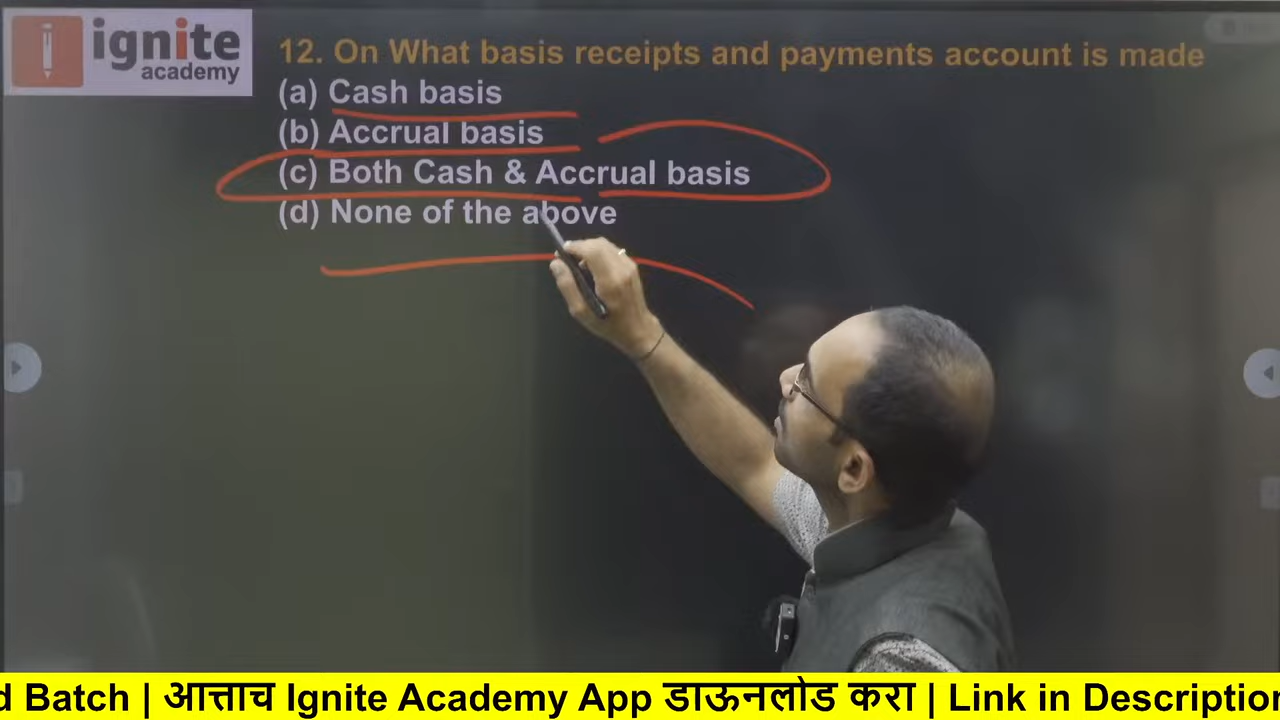 ignite
academy
12. On What basis receipts and payments account is made
(a) Cash basis
(b) Accrual basis
(c) Both Cash & Accrual basis
(d) None of the above
d Batch | आत्ताच Ignite Academy App डाऊनलोड करा | Link in Description